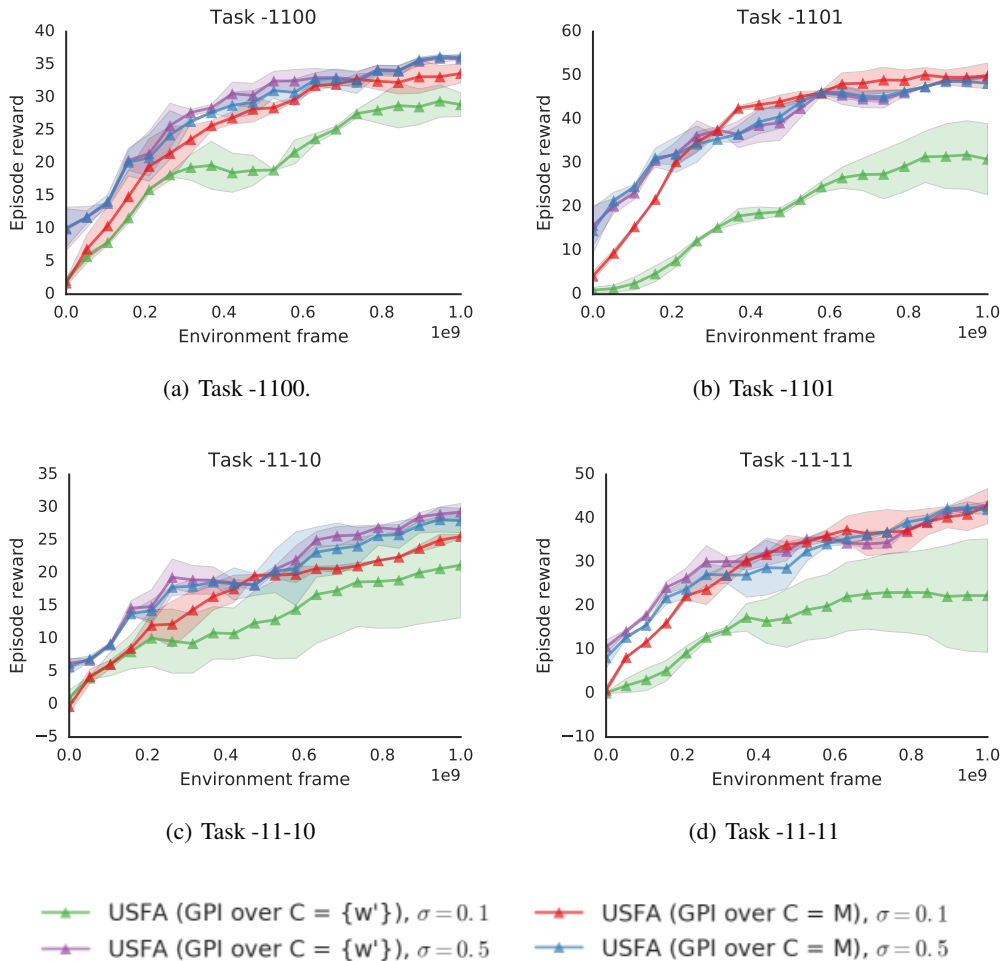 Task -1100
Task -1101
40
35
30
25
20
15
10
5
0
Episode reward
0.0 0.2 0.4 0.6 0.8 1.0
1e9
Environment frame
60
50
40
30
20
10
0
Episode reward
0.0 0.2 0.4 0.6 0.8 1.0
1e9
Environment frame
(a) Task -1100.
(b) Task -1101
Task -11-10
Task -11-11
35
30
25
20
15
10
5
0
−5
Episode reward
0.0 0.2 0.4 0.6 0.8 1.0
1e9
Environment frame
50
40
30
20
10
0
−10
Episode reward
0.0 0.2 0.4 0.6 0.8 1.0
1e9
Environment frame
(c) Task -11-10
(d) Task -11-11
USFA (GPI over C = {w'}), σ = 0.1
USFA (GPI over C = M), σ = 0.1
USFA (GPI over C = {w'}), σ = 0.5
USFA (GPI over C = M), σ = 0.5